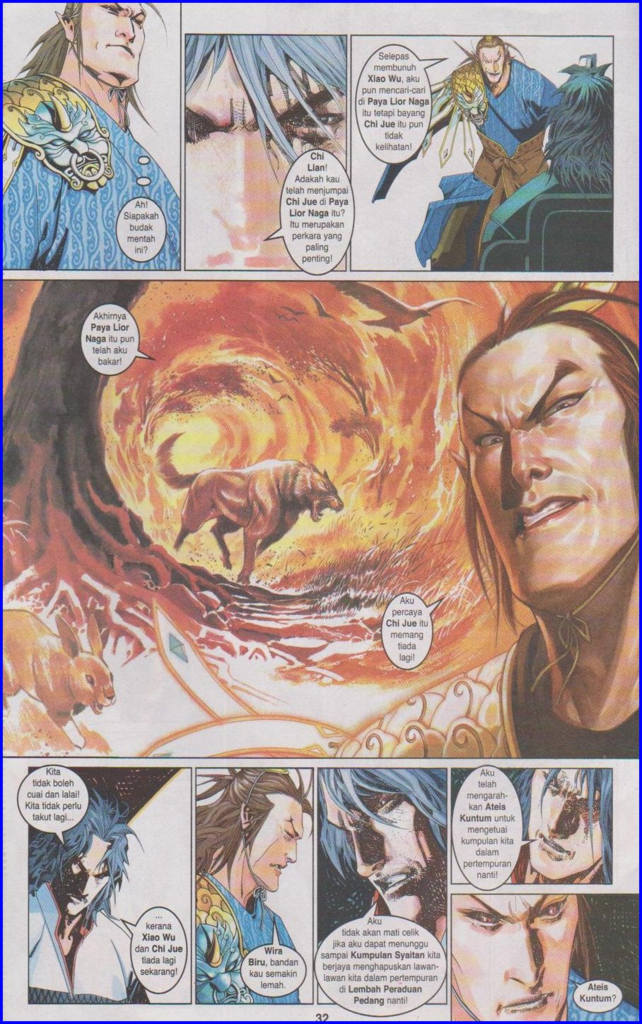 Ah!
Siapakah
budak
mentah
ini?
Chi
Lian!
Adakah kau
telah menjumpai
Chi Jue di Paya
Lior Naga itu?
Itu merupakan
perkara yang
paling
penting!
Selepas
membunuh
Xiao Wu, aku
pun mencari-cari
di Paya Lior Naga
itu tetapi bayang
Chi Jue itu pun
tidak
kelihatan!
Akhirnya
Paya Lior
Naga itu pun
telah aku
bakar!
Aku
percaya
Chi Jue itu
memang
tiada
lagi!
Kita
tidak boleh
cuai dan lalai!
Kita tidak perlu
takut lagi...
...
kerana
Xiao Wu
dan Chi Jue
tiada lagi
sekarang!
Wira
Biru, bandan
kau semakin
lemah.
Aku
tidak akan mati celik
jika aku dapat menunggu
sampai Kumpulan Syaitan kita
berjaya menghapuskan lawan-
lawan kita dalam pertempuran
di Lembah Peraduan
Pedang nanti!
Aku
telah
mengarah-
kan Ateis
Kuntum untuk
mengetuai
kumpulan kita
dalam
pertempuran
nanti!
Ateis
Kuntum?
32